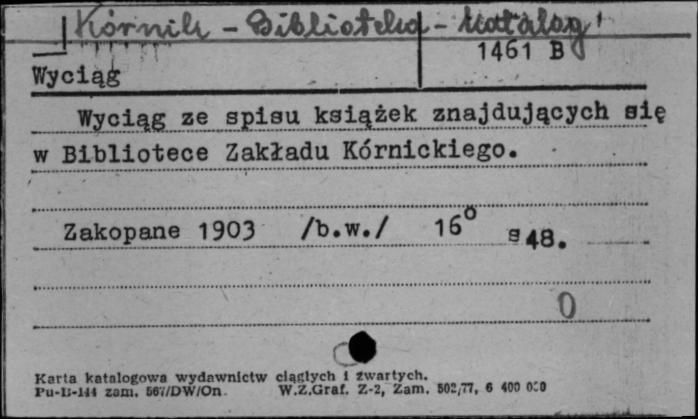 Kórnik - Biblioteka - katalog
1461 B
Wyciąg
Wyciąg ze spisu książek znajdujących się
w Bibliotece Zakładu Kórnickiego.
Zakopane 1903 /b.w./ 16° s 48.
0
Karta katalogowa wydawnictw ciągłych i zwartych.
Pu-B-144 zam. 567/DW/On. W.Z.Graf. Z-2, Zam. 502/77, 6 400 000